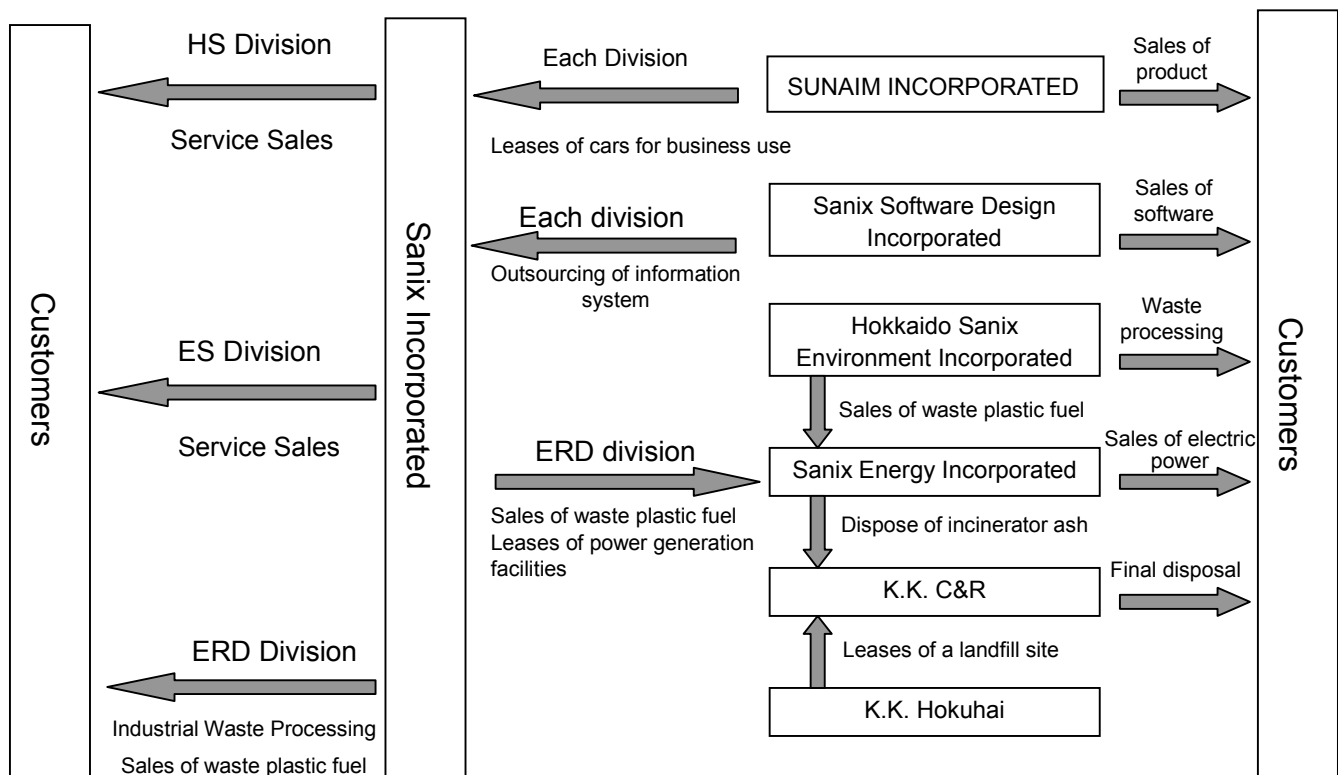 Customers
HS Division
Service Sales
ES Division
Service Sales
ERD Division
Industrial Waste Processing
Sales of waste plastic fuel
Sanix Incorporated
Each Division
Leases of cars for business use
Each division
Outsourcing of information
system
ERD division
Sales of waste plastic fuel
Leases of power generation
facilities
SUNAIM INCORPORATED
Sanix Software Design
Incorporated
Hokkaido Sanix
Environment Incorporated
Sales of waste plastic fuel
Sanix Energy Incorporated
Dispose of incinerator ash
K.K. C&R
Leases of a landfill site
K.K. Hokuhai
Sales of
product
Sales of
software
Waste
processing
Sales of electric
power
Final disposal
Customers